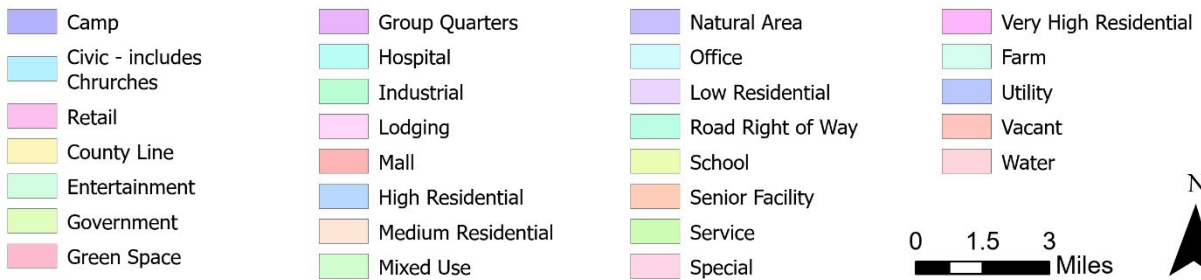 Camp
Civic - includes
Chrurches
Retail
County Line
Entertainment
Government
Green Space
Group Quarters
Hospital
Industrial
Lodging
Mall
High Residential
Medium Residential
Mixed Use
Natural Area
Office
Low Residential
Road Right of Way
School
Senior Facility
Service
Special
Very High Residential
Farm
Utility
Vacant
Water
N
0 1.5 3
Miles